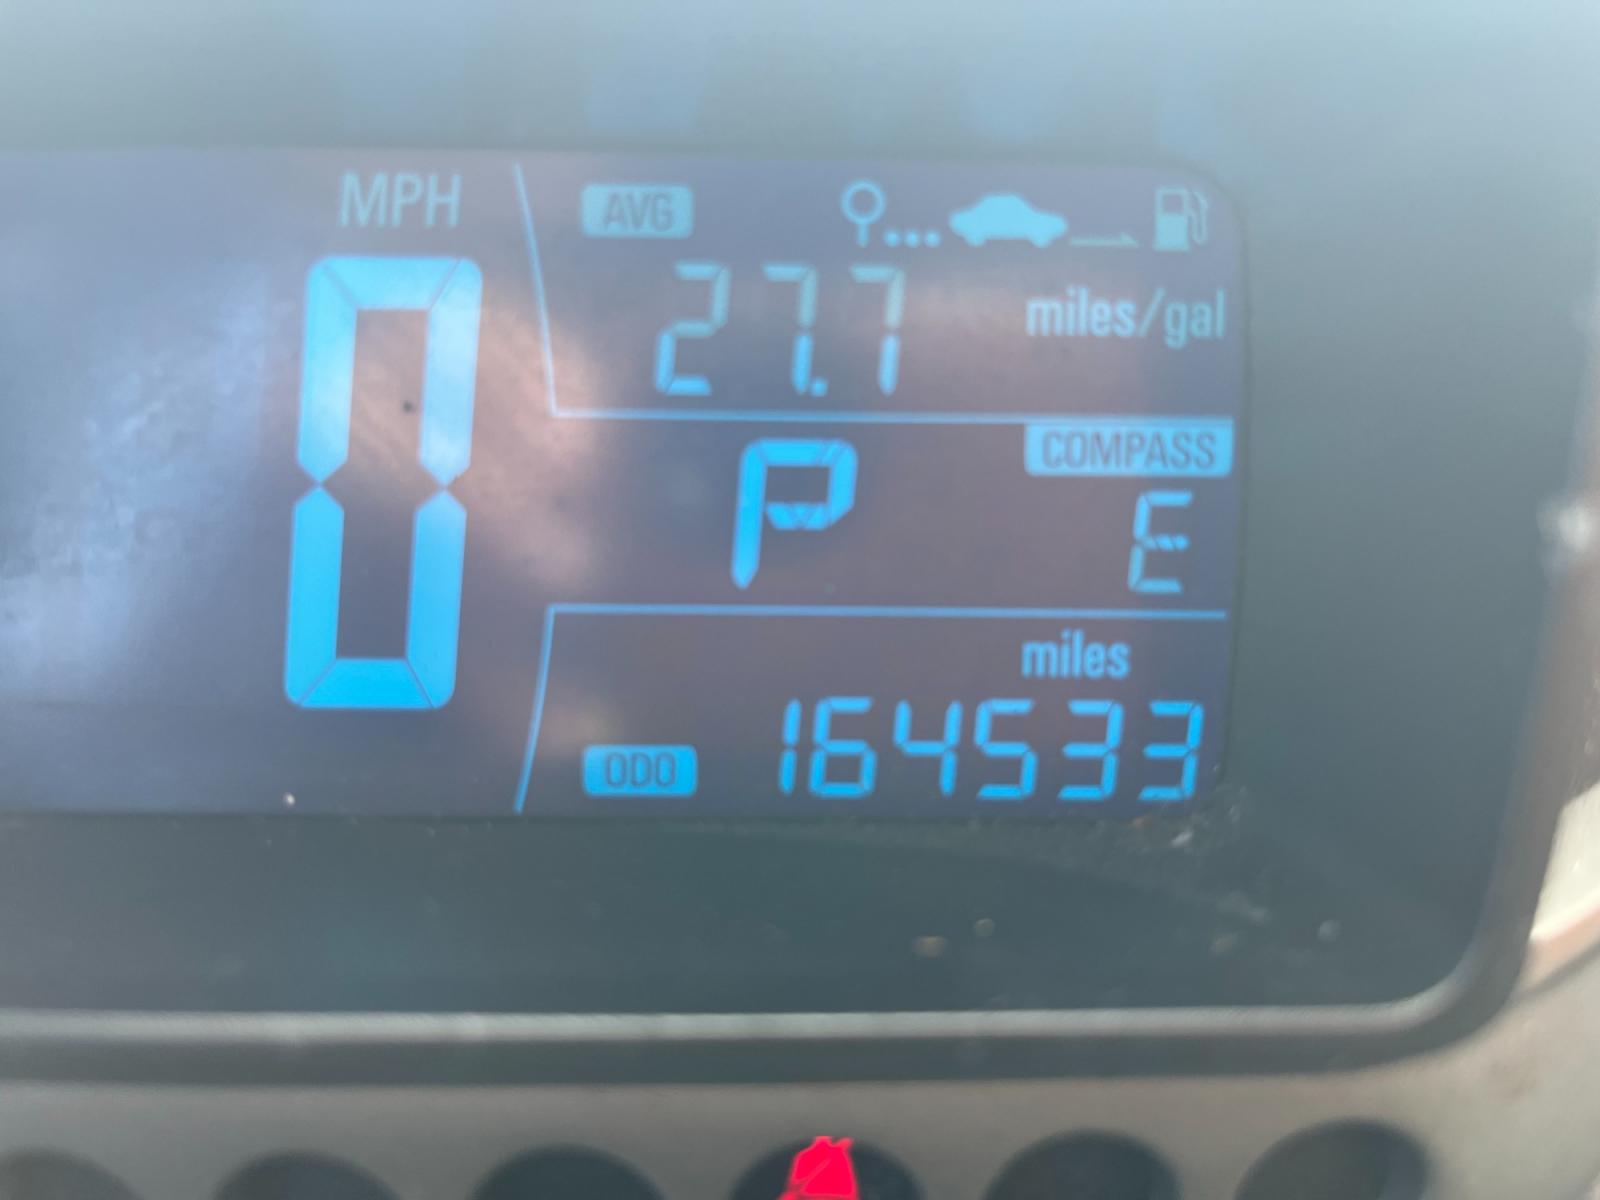 MPH
0
AVG
27.7 miles/gal
P
COMPASS
E
miles
ODO 164533